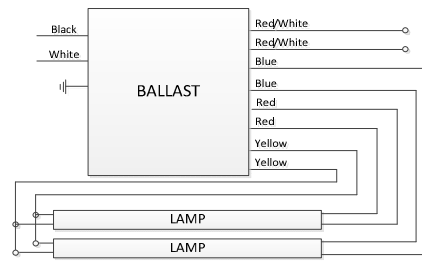 Black
White
BALLAST
Red/White
Red/White
Blue
Blue
Red
Red
Yellow
Yellow
LAMP
LAMP